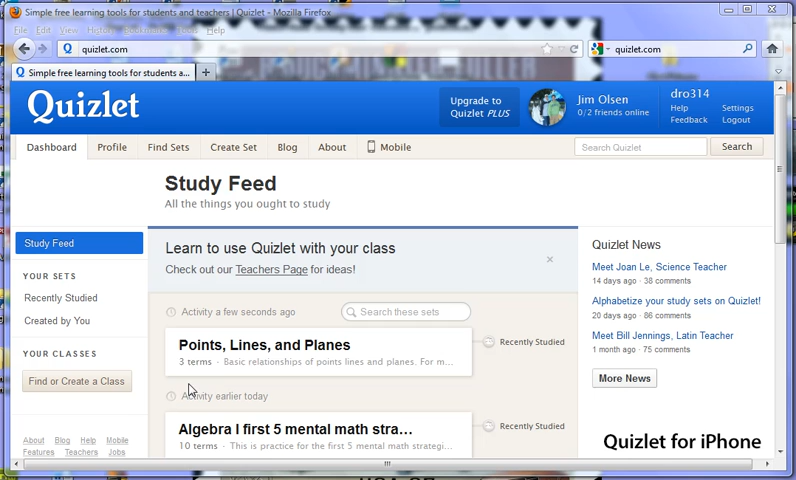 Simple free learning tools for students and teachers | Quizlet - Mozilla Firefox
File Edit View History Bookmarks Tools Help
quizlet.com
quizlet.com
Simple free learning tools for students a...
Quizlet
Upgrade to
Quizlet PLUS
Jim Olsen
0/2 friends online
dro314
Help Settings
Feedback Logout
Dashboard Profile Find Sets Create Set Blog About Mobile Search Quizlet Search
Study Feed
All the things you ought to study
Study Feed
YOUR SETS
Recently Studied
Created by You
YOUR CLASSES
Find or Create a Class
About Blog Help Mobile
Features Teachers Jobs
Learn to use Quizlet with your class
Check out our Teachers Page for ideas!
Activity a few seconds ago Search these sets
Points, Lines, and Planes
3 terms - Basic relationships of points lines and planes. For m...
Recently Studied
Activity earlier today
Algebra I first 5 mental math stra...
10 terms - This is practice for the first 5 mental math strategi...
Recently Studied
Quizlet News
Meet Joan Le, Science Teacher
14 days ago - 38 comments
Alphabetize your study sets on Quizlet!
20 days ago - 86 comments
Meet Bill Jennings, Latin Teacher
1 month ago - 75 comments
More News
Quizlet for iPhone